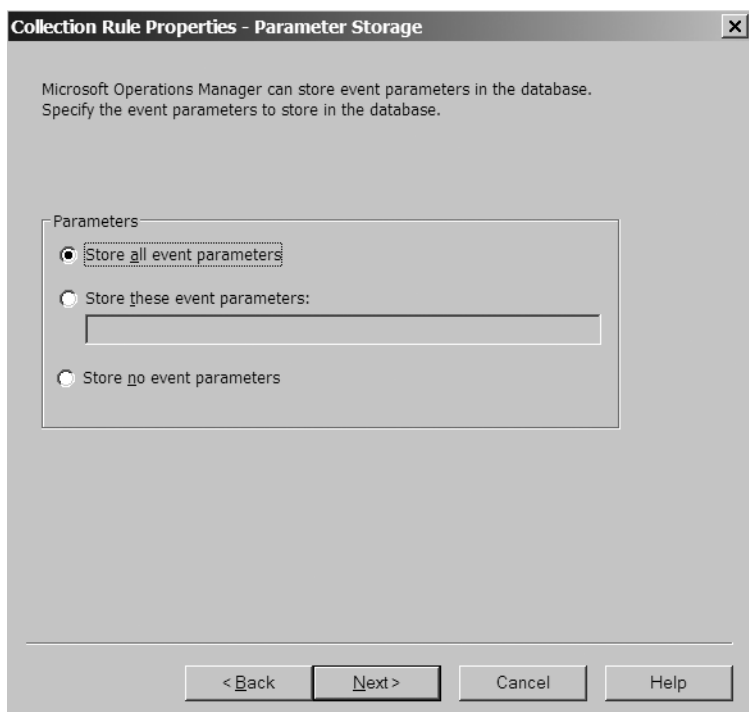 Collection Rule Properties - Parameter Storage
Microsoft Operations Manager can store event parameters in the database.
Specify the event parameters to store in the database.
Parameters
Store all event parameters
Store these event parameters:
Store no event parameters
< Back Next > Cancel Help